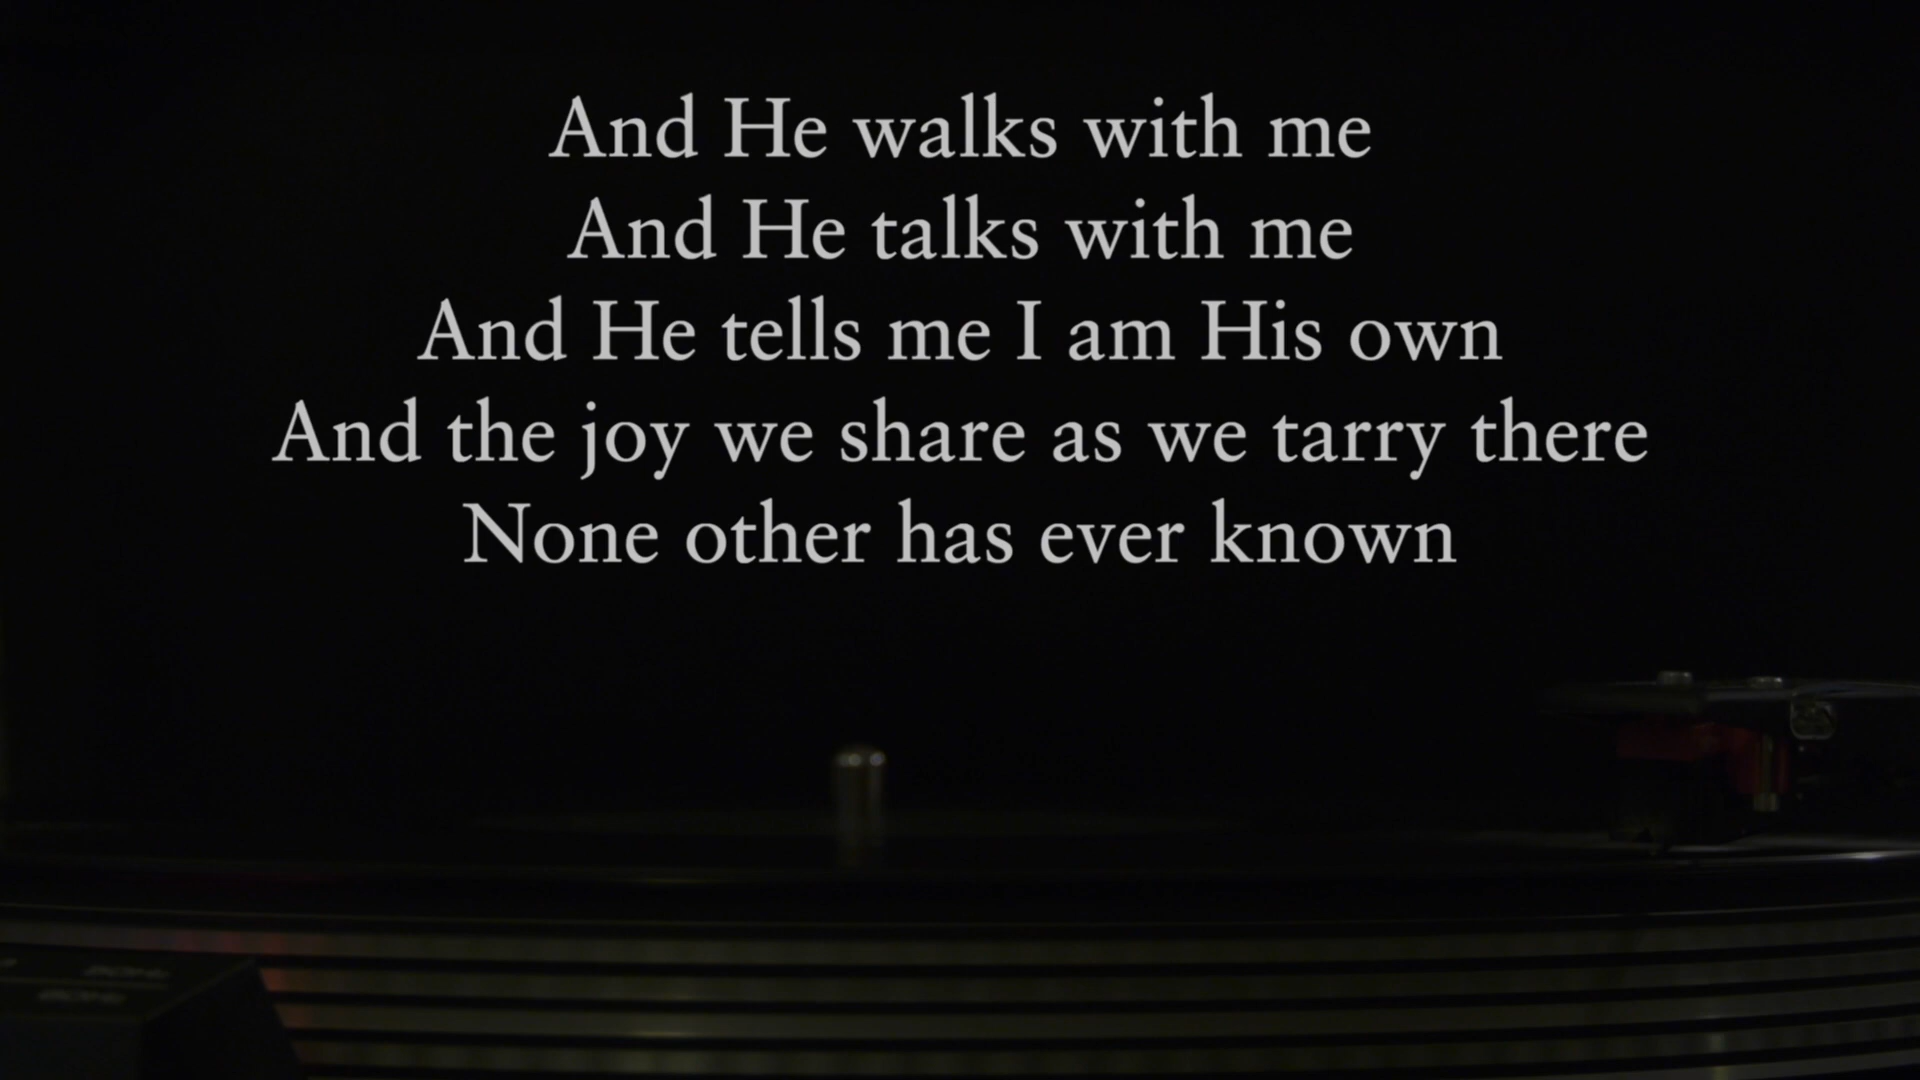 And He walks with me
And He talks with me
And He tells me I am His own
And the joy we share as we tarry there
None other has ever known